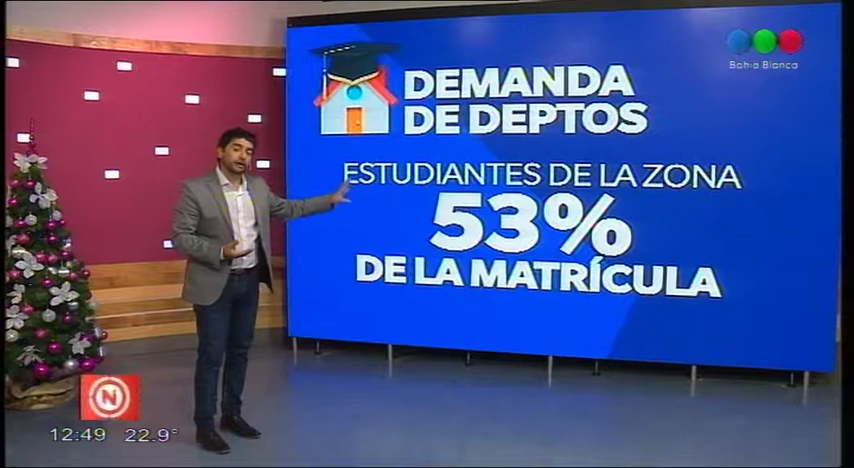 DEMANDA
DE DEPTOS
Bahía Blanca
ESTUDIANTES DE LA ZONA
53%
DE LA MATRÍCULA
N
12:49 22.9°